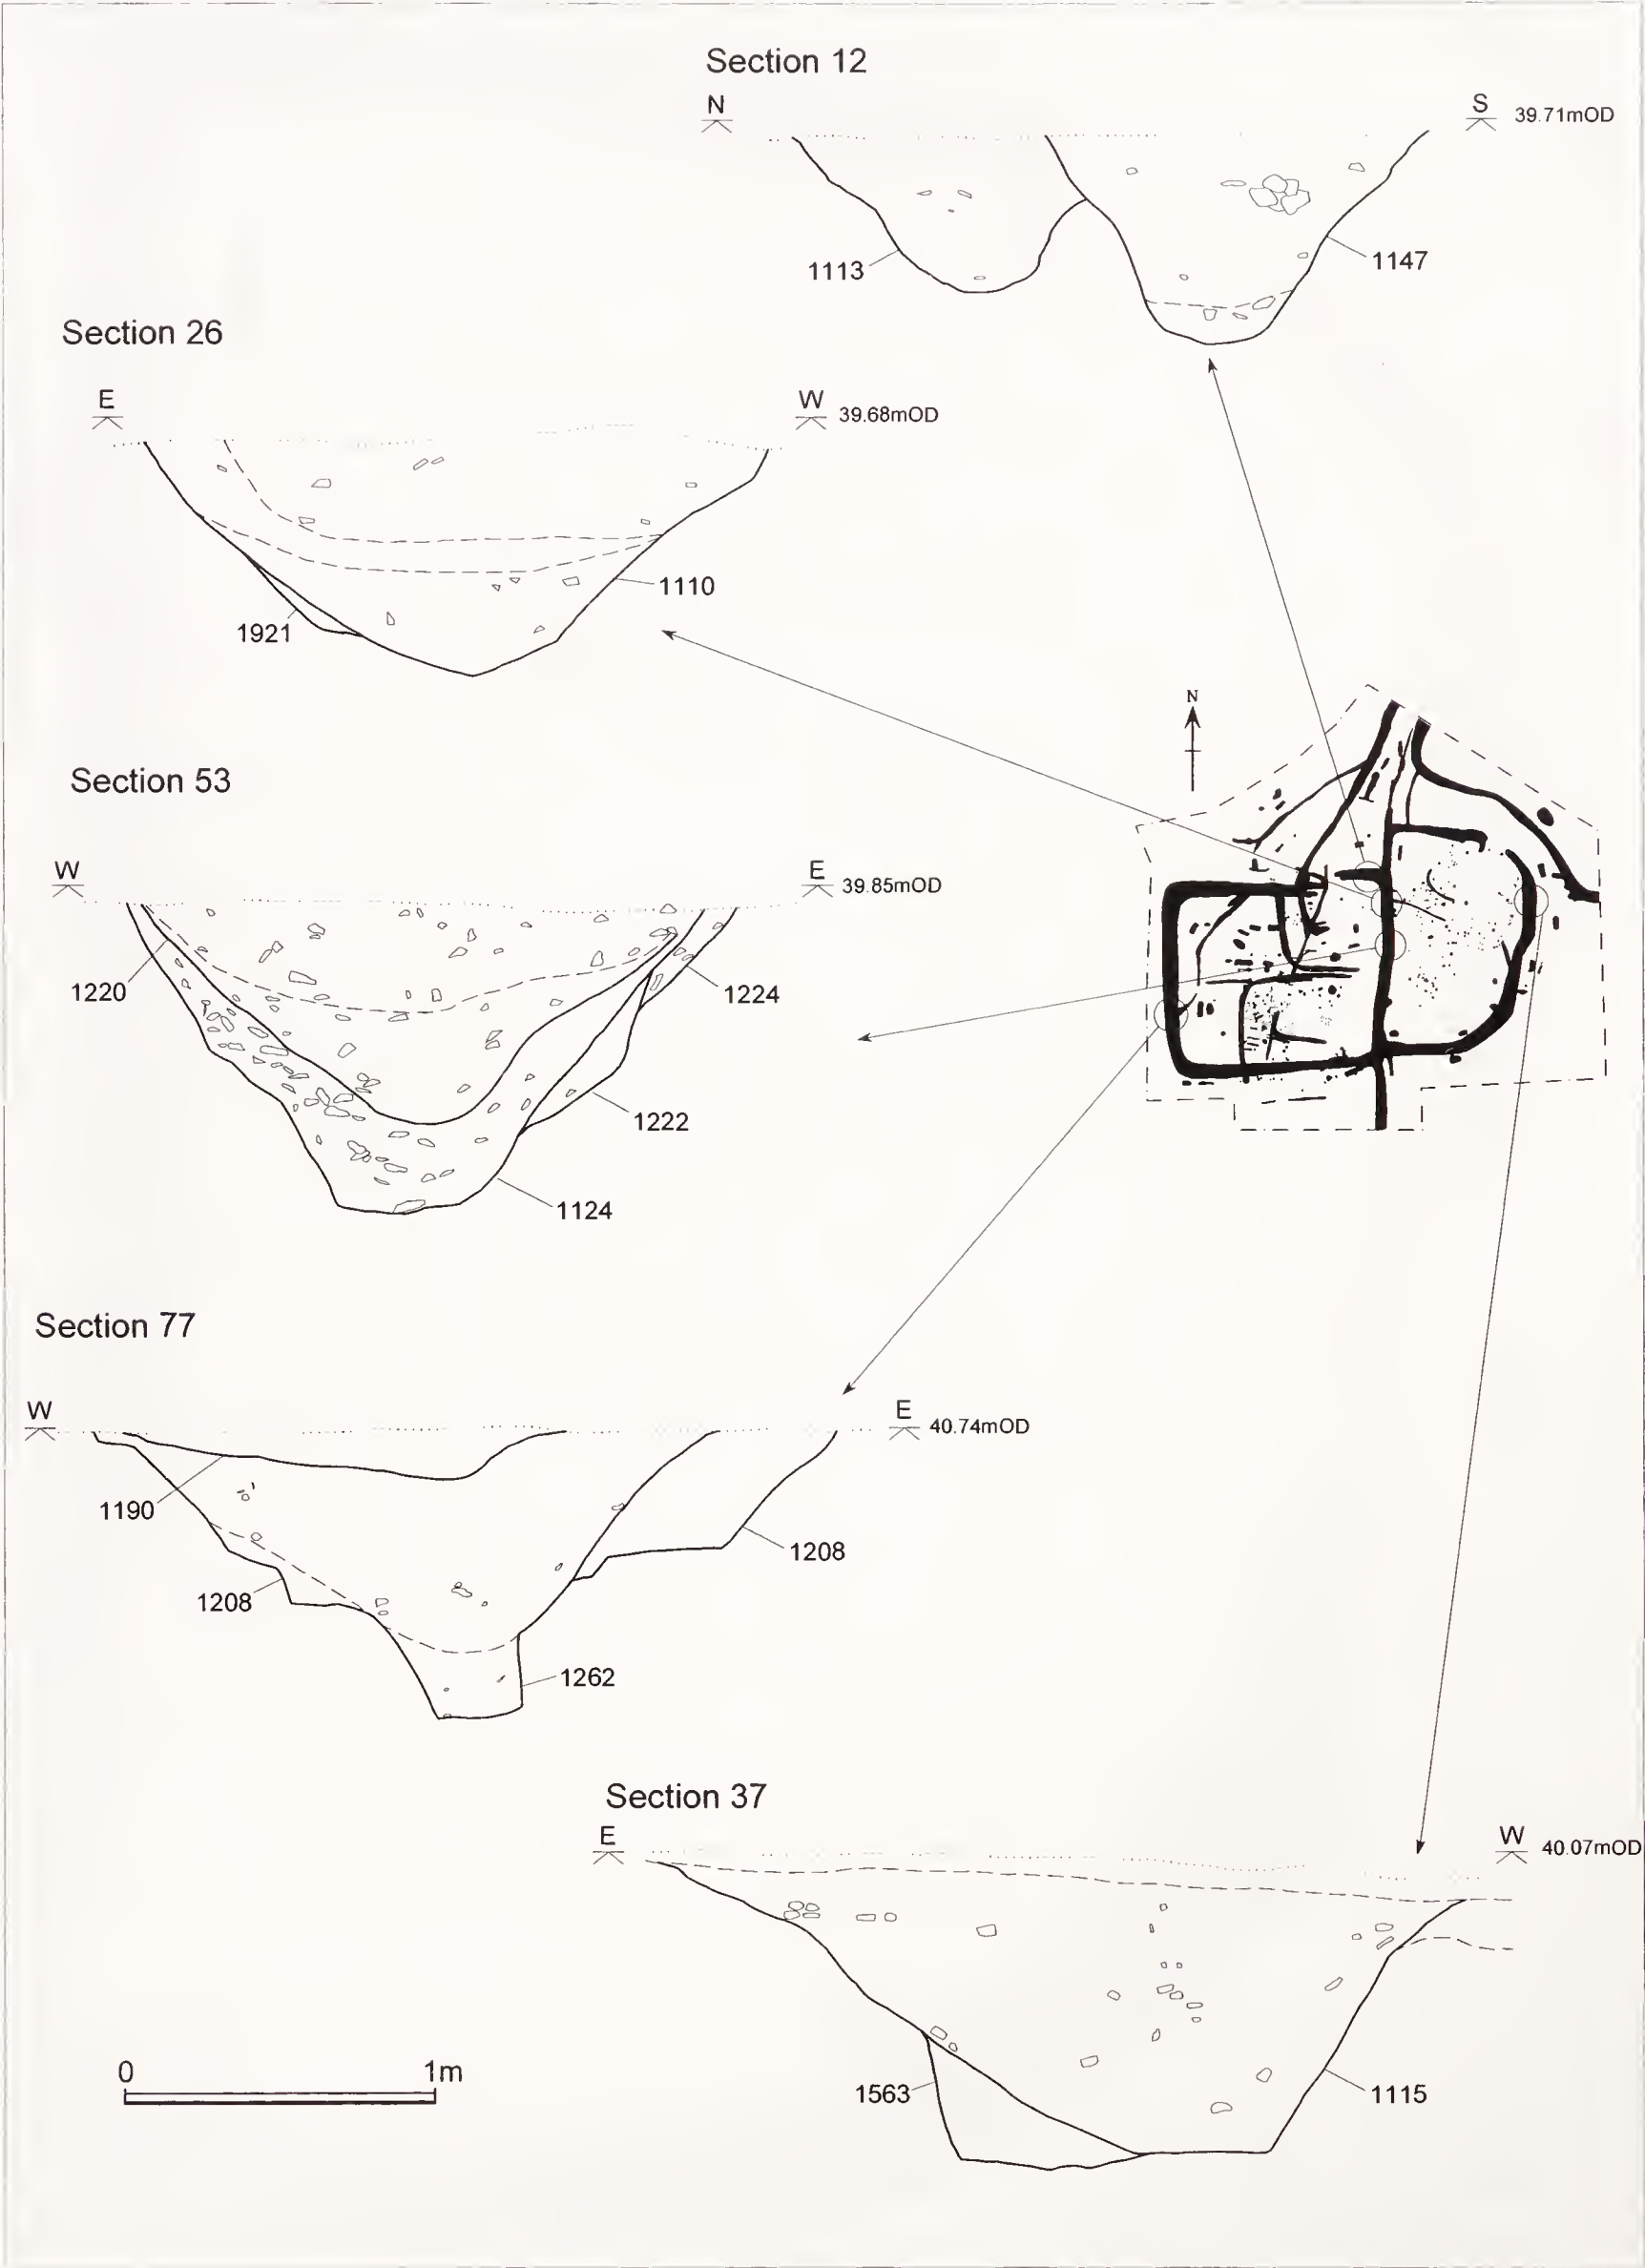 Section 12
N
S 39.71mOD
1113
1147
Section 26
E
W 39.68mOD
1110
1921
N
Section 53
W
E 39.85mOD
1220
1224
1222
1124
Section 77
W
E 40.74mOD
1190
1208
1208
1262
Section 37
E
W 40.07mOD
0 1m
1563
1115